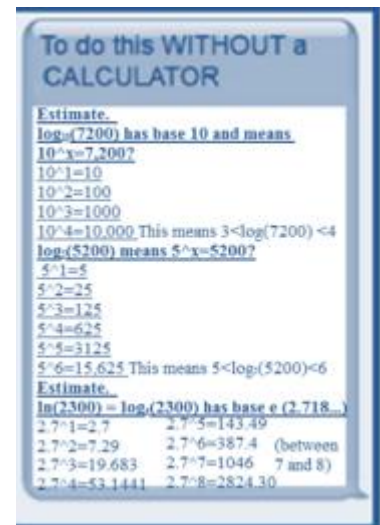 To do this WITHOUT a
CALCULATOR
Estimate.
log₁₀(7200) has base 10 and means
10^x=7,200?
10^1=10
10^2=100
10^3=1000
10^4=10,000 This means 3<log(7200) <4
log₅(5200) means 5^x=5200?
5^1=5
5^2=25
5^3=125
5^4=625
5^5=3125
5^6=15,625 This means 5<log₅(5200)<6
Estimate.
ln(2300) = logₑ(2300) has base e (2.718...)
2.7^1=2.7 2.7^5=143.49
2.7^2=7.29 2.7^6=387.4 (between
2.7^3=19.683 2.7^7=1046 7 and 8)
2.7^4=53.1441 2.7^8=2824.30